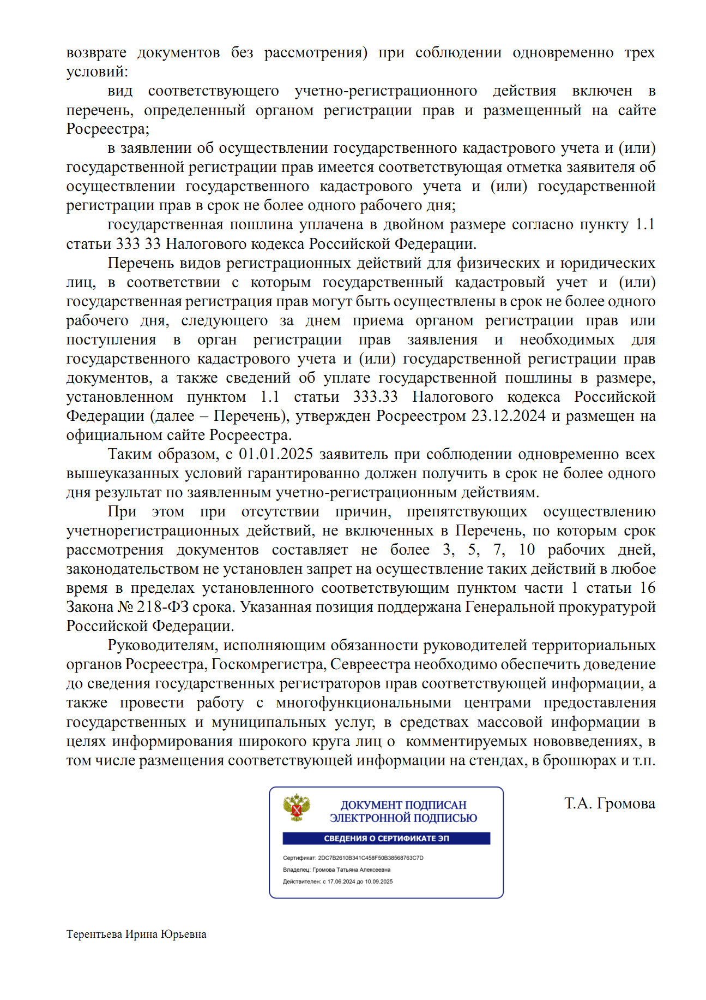 возврате документов без рассмотрения) при соблюдении одновременно трех
условий:
вид соответствующего учетно-регистрационного действия включен в
перечень, определенный органом регистрации прав и размещенный на сайте
Росреестра;
в заявлении об осуществлении государственного кадастрового учета и (или)
государственной регистрации прав имеется соответствующая отметка заявителя об
осуществлении государственного кадастрового учета и (или) государственной
регистрации прав в срок не более одного рабочего дня;
государственная пошлина уплачена в двойном размере согласно пункту 1.1
статьи 333 33 Налогового кодекса Российской Федерации.
Перечень видов регистрационных действий для физических и юридических
лиц, в соответствии с которым государственный кадастровый учет и (или)
государственная регистрация прав могут быть осуществлены в срок не более одного
рабочего дня, следующего за днем приема органом регистрации прав или
поступления в орган регистрации прав заявления и необходимых для
государственного кадастрового учета и (или) государственной регистрации прав
документов, а также сведений об уплате государственной пошлины в размере,
установленном пунктом 1.1 статьи 333.33 Налогового кодекса Российской
Федерации (далее – Перечень), утвержден Росреестром 23.12.2024 и размещен на
официальном сайте Росреестра.
Таким образом, с 01.01.2025 заявитель при соблюдении одновременно всех
вышеуказанных условий гарантированно должен получить в срок не более одного
дня результат по заявленным учетно-регистрационным действиям.
При этом при отсутствии причин, препятствующих осуществлению
учетнорегистрационных действий, не включенных в Перечень, по которым срок
рассмотрения документов составляет не более 3, 5, 7, 10 рабочих дней,
законодательством не установлен запрет на осуществление таких действий в любое
время в пределах установленного соответствующим пунктом части 1 статьи 16
Закона № 218-ФЗ срока. Указанная позиция поддержана Генеральной прокуратурой
Российской Федерации.
Руководителям, исполняющим обязанности руководителей территориальных
органов Росреестра, Госкомрегистра, Севреестра необходимо обеспечить доведение
до сведения государственных регистраторов прав соответствующей информации, а
также провести работу с многофункциональными центрами предоставления
государственных и муниципальных услуг, в средствах массовой информации в
целях информирования широкого круга лиц о комментируемых нововведениях, в
том числе размещения соответствующей информации на стендах, в брошюрах и т.п.
Т.А. Громова
ДОКУМЕНТ ПОДПИСАН
ЭЛЕКТРОННОЙ ПОДПИСЬЮ
СВЕДЕНИЯ О СЕРТИФИКАТЕ ЭП
Сертификат: 2DC7B2610B341C458F50B38568763C7D
Владелец: Громова Татьяна Алексеевна
Действителен: с 17.06.2024 до 10.09.2025
Терентьева Ирина Юрьевна